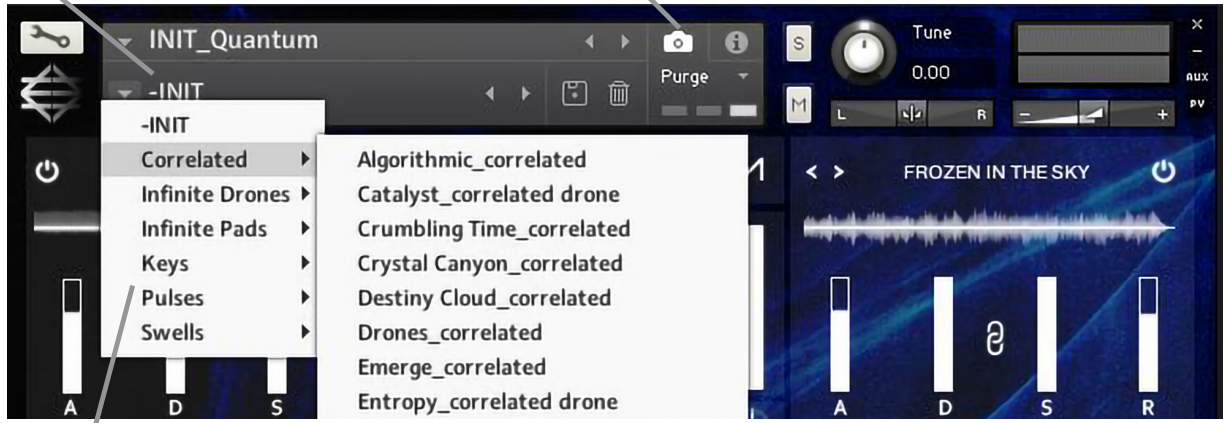 INIT_Quantum
S
Tune
0.00
-INIT
Purge
M
L R
- +
×
-
AUX
PV
-INIT
Correlated
Infinite Drones
Infinite Pads
Keys
Pulses
Swells
Algorithmic_correlated
Catalyst_correlated drone
Crumbling Time_correlated
Crystal Canyon_correlated
Destiny Cloud_correlated
Drones_correlated
Emerge_correlated
Entropy_correlated drone
< > FROZEN IN THE SKY
A D S
A D S R